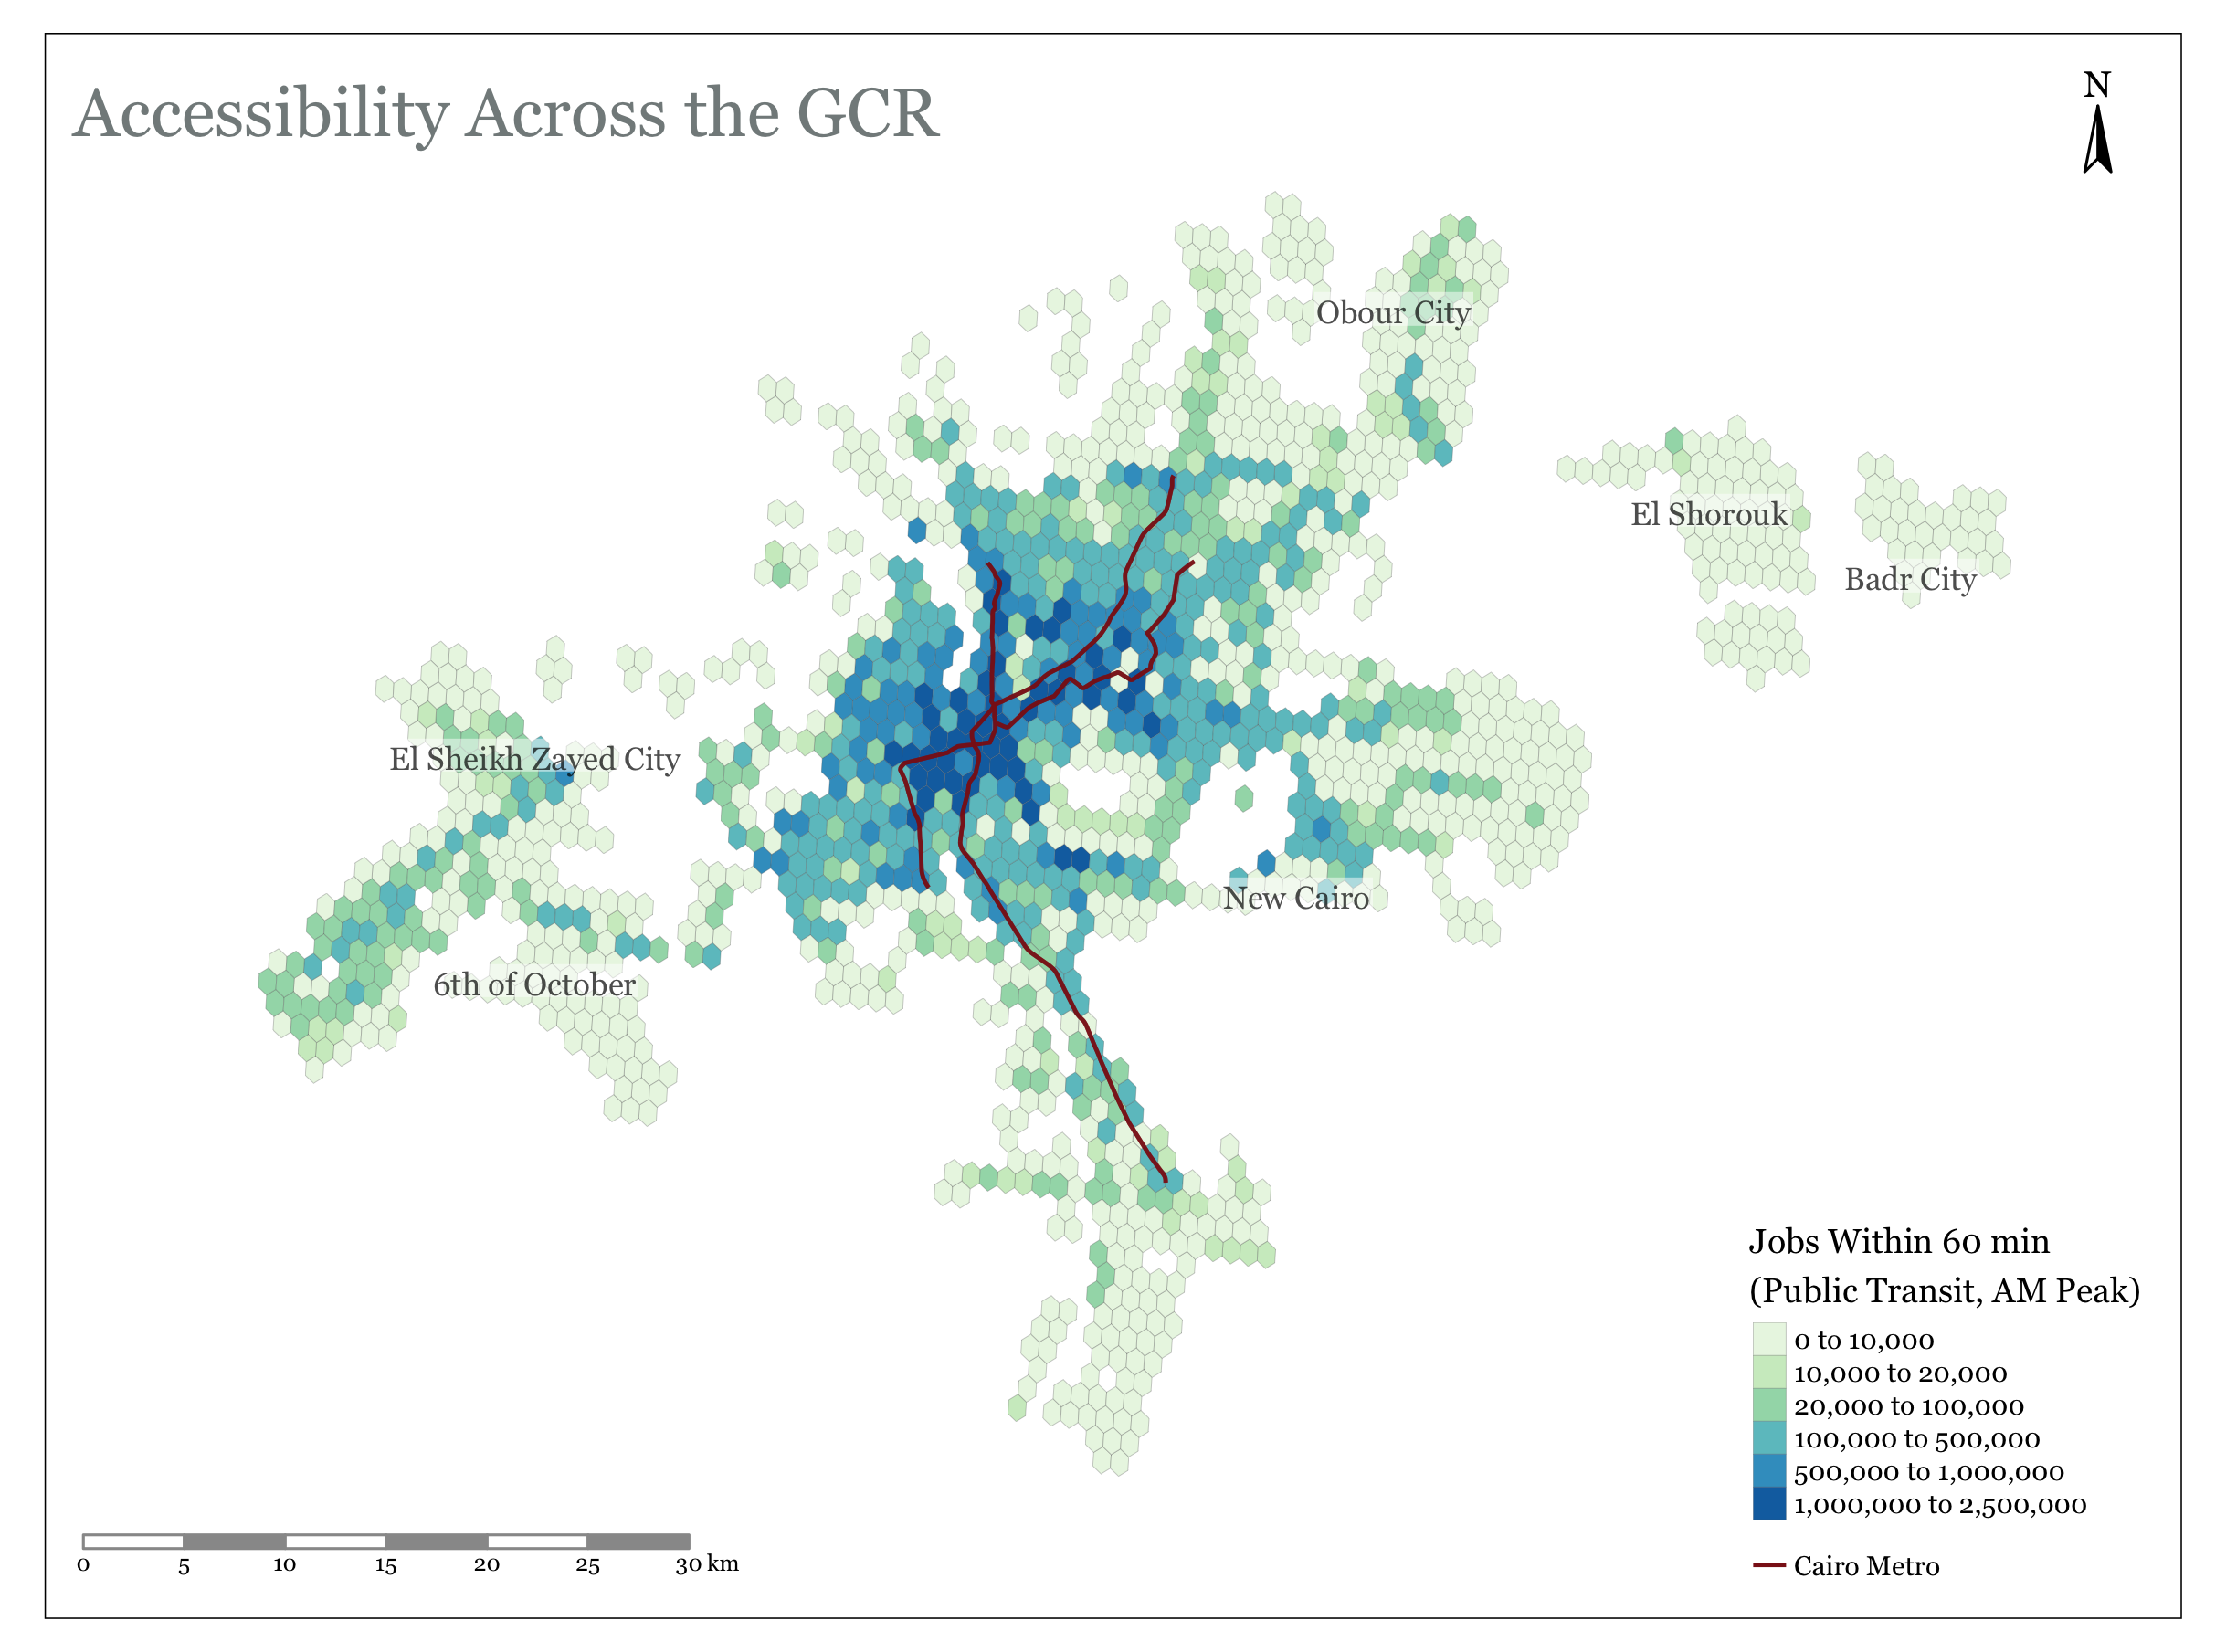 Accessibility Across the GCR
N
Obour City
El Shorouk
Badr City
El Sheikh Zayed City
New Cairo
6th of October
Jobs Within 60 min
(Public Transit, AM Peak)
0 to 10,000
10,000 to 20,000
20,000 to 100,000
100,000 to 500,000
500,000 to 1,000,000
1,000,000 to 2,500,000
Cairo Metro
0 5 10 15 20 25 30 km